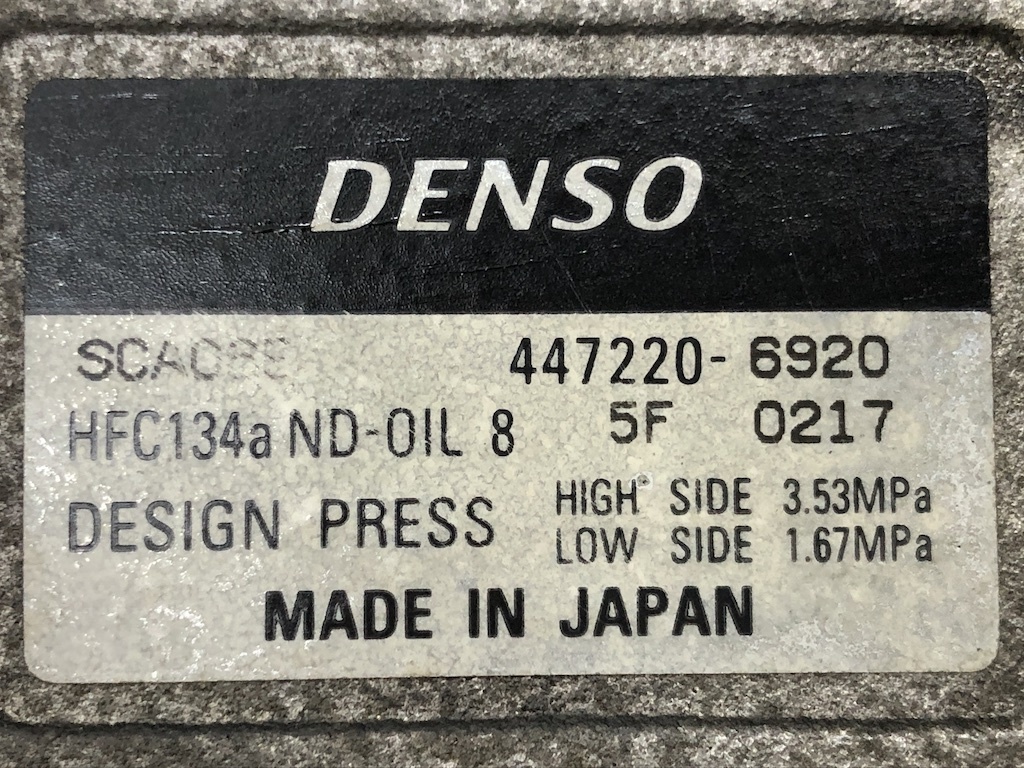 DENSO
447220-6920
HFC134a ND-OIL 8 5F 0217
DESIGN PRESS HIGH SIDE 3.53MPa
LOW SIDE 1.67MPa
MADE IN JAPAN